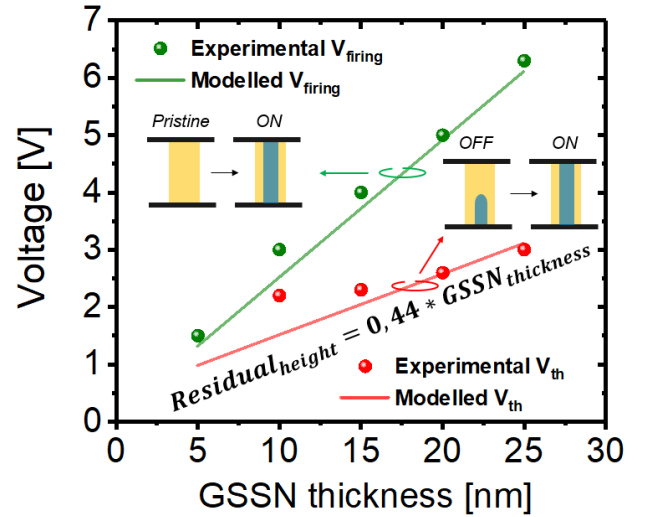 7
6
5
4
3
2
1
0
Voltage [V]
Experimental V_firing
Modelled V_firing
Pristine ON
OFF ON
Residual_height = 0,44 * GSSN_thickness
Experimental V_th
Modelled V_th
0 5 10 15 20 25 30
GSSN thickness [nm]